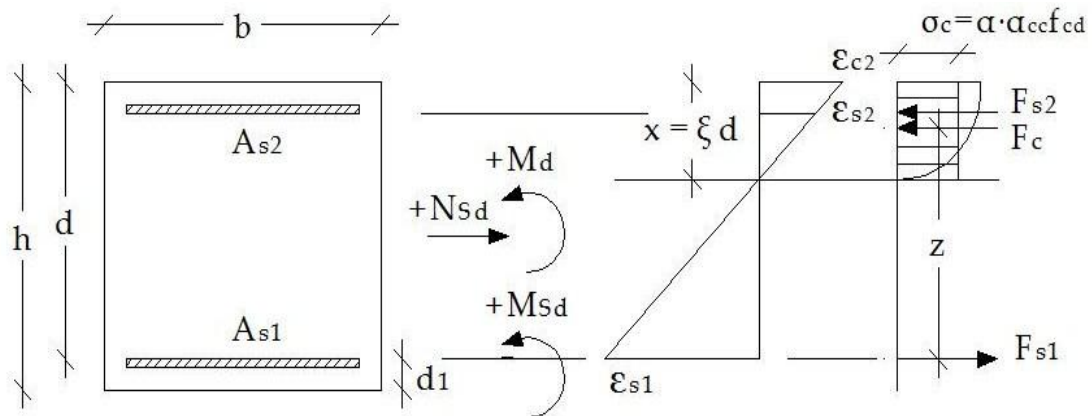 b
h
d
As2
As1
d1
+Md
+NSd
+MSd
x = ξ d
εc2
εs2
εs1
σc=α·αccfcd
Fs2
Fc
z
Fs1